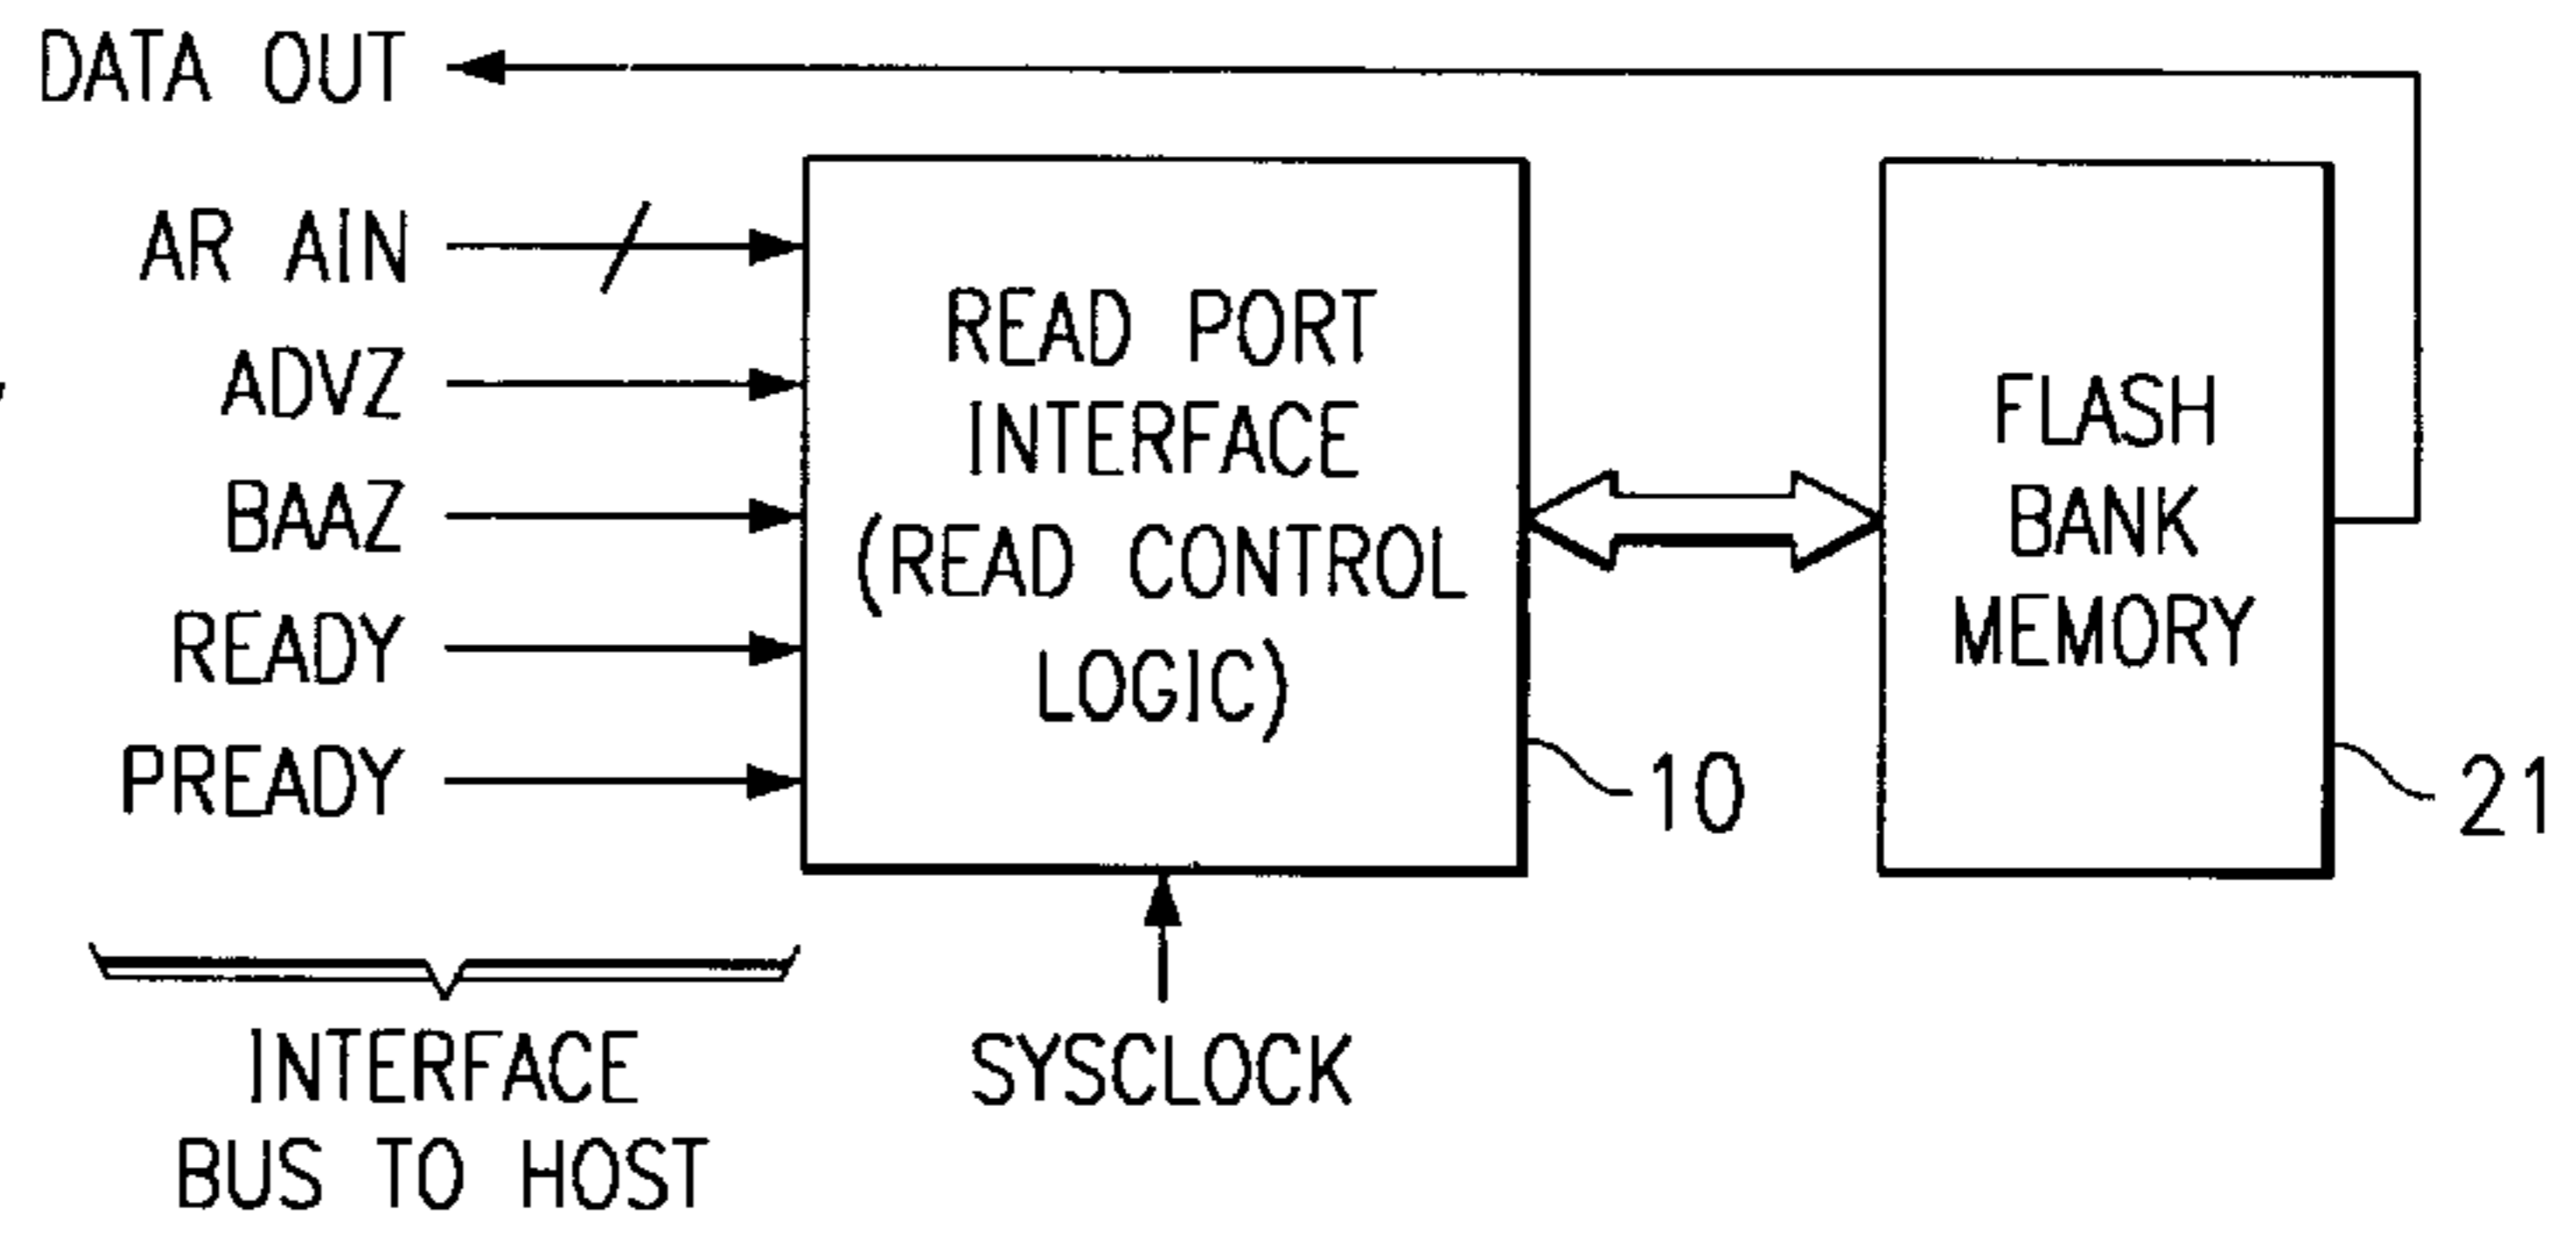 DATA OUT
AR AIN
ADVZ
BAAZ
READY
PREADY
READ PORT
INTERFACE
(READ CONTROL
LOGIC)
10
FLASH
BANK
MEMORY
21
INTERFACE
BUS TO HOST
SYSCLOCK